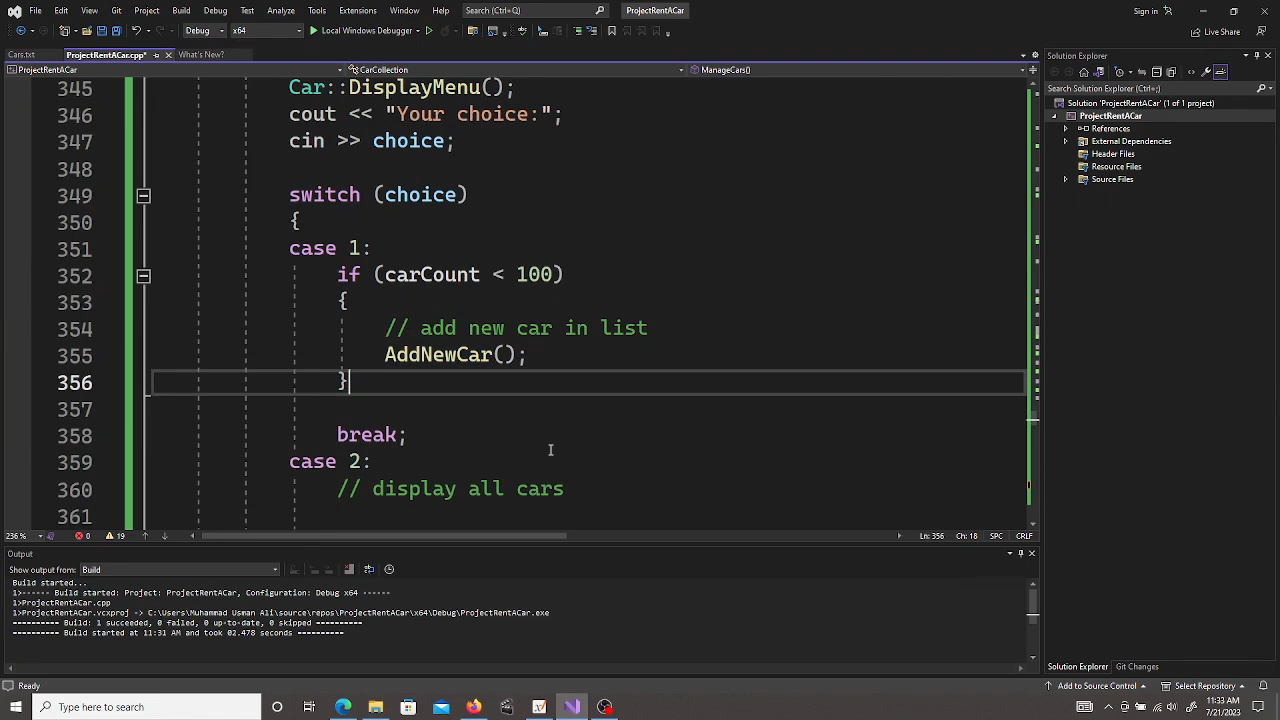 File Edit View Git Project Build Debug Test Analyze Tools Extensions Window Help Search (Ctrl+Q) ProjectRentACar Sign in
Debug x64 Local Windows Debugger Live Share
Cars.txt ProjectRentACar.cpp* What's New?
Solution Explorer
ProjectRentACar CarCollection ManageCars()
Search Solution Explorer (Ctrl+;)
Solution 'ProjectRentACar' (1 of 1 project)
ProjectRentACar
References
External Dependencies
Header Files
Resource Files
Source Files
345 Car::DisplayMenu();
346 cout << "Your choice:";
347 cin >> choice;
348
349 switch (choice)
350 {
351 case 1:
352 if (carCount < 100)
353 {
354 // add new car in list
355 AddNewCar();
356 }
357
358 break;
359 case 2:
360 // display all cars
361
236 % 0 19 Ln: 356 Ch: 18 SPC CRLF
Output
Show output from: Build
Build started...
1>------ Build started: Project: ProjectRentACar, Configuration: Debug x64 ------
1>ProjectRentACar.cpp
1>ProjectRentACar.vcxproj -> C:\Users\Muhammad Usman Ali\source\repos\ProjectRentACar\x64\Debug\ProjectRentACar.exe
========== Build: 1 succeeded, 0 failed, 0 up-to-date, 0 skipped ==========
========== Build started at 11:31 AM and took 02.478 seconds ==========
Solution Explorer Git Changes
Ready Add to Source Control Select Repository
Type here to search
11:33 AM
7/21/2023